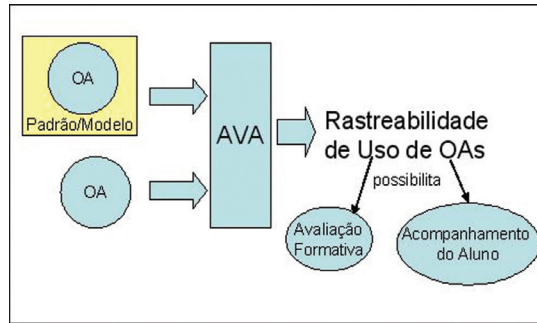 OA
Padrão/Modelo
OA
AVA
Rastreabilidade
de Uso de OAs
possibilita
Avaliação
Formativa
Acompanhamento
do Aluno